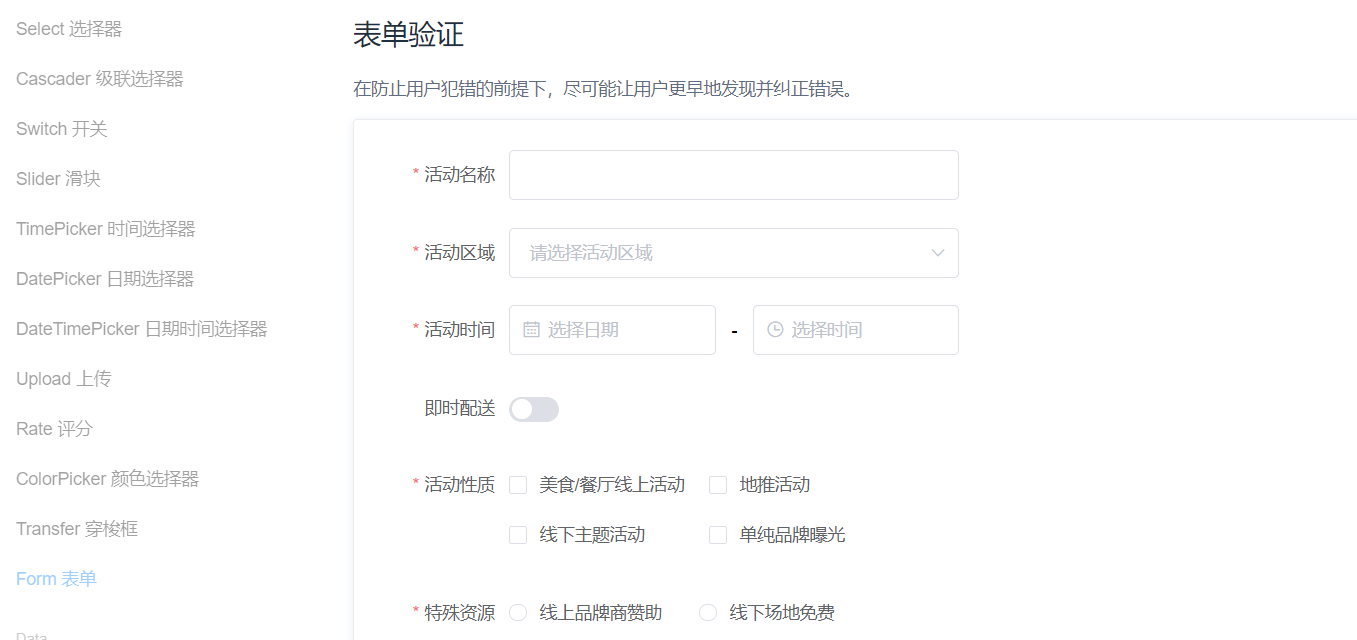 Select 选择器
Cascader 级联选择器
Switch 开关
Slider 滑块
TimePicker 时间选择器
DatePicker 日期选择器
DateTimePicker 日期时间选择器
Upload 上传
Rate 评分
ColorPicker 颜色选择器
Transfer 穿梭框
Form 表单
Data
表单验证
在防止用户犯错的前提下，尽可能让用户更早地发现并纠正错误。
* 活动名称
* 活动区域 请选择活动区域
* 活动时间 选择日期 - 选择时间
即时配送
* 活动性质 美食/餐厅线上活动 地推活动
线下主题活动 单纯品牌曝光
* 特殊资源 线上品牌商赞助 线下场地免费